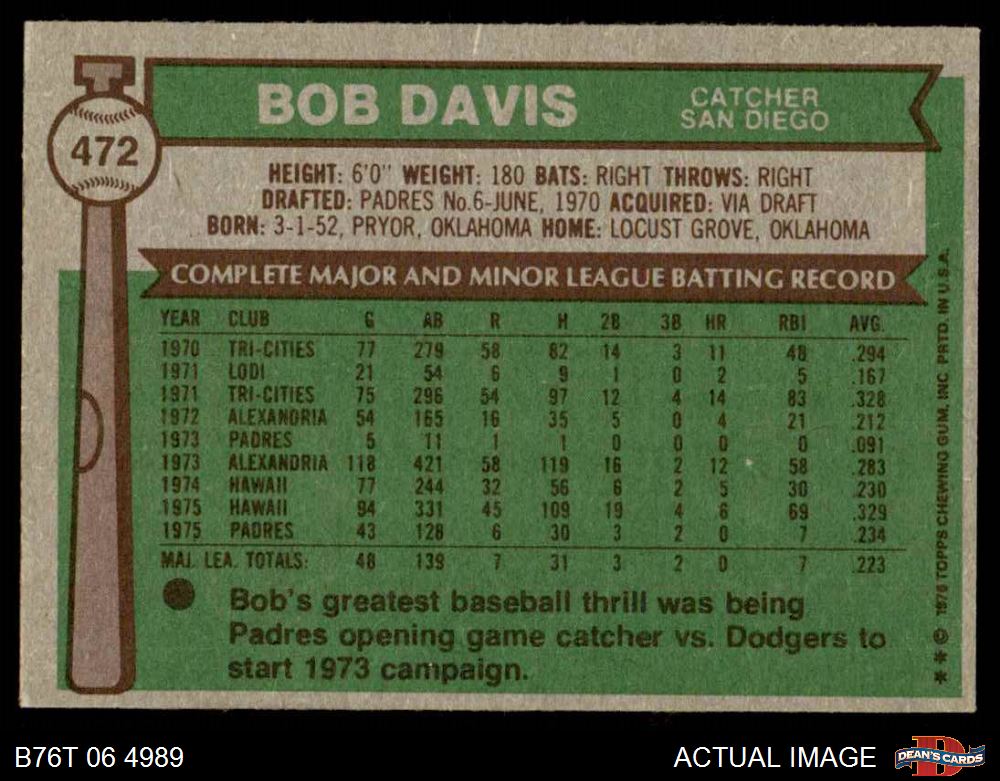 BOB DAVIS
CATCHER
SAN DIEGO
472
HEIGHT: 6'0" WEIGHT: 180 BATS: RIGHT THROWS: RIGHT
DRAFTED: PADRES No.6-JUNE, 1970 ACQUIRED: VIA DRAFT
BORN: 3-1-52, PRYOR, OKLAHOMA HOME: LOCUST GROVE, OKLAHOMA
COMPLETE MAJOR AND MINOR LEAGUE BATTING RECORD
YEAR CLUB G AB R H 2B 3B HR RBI AVG.
1970 TRI-CITIES 77 279 58 82 14 3 11 48 .294
1971 LODI 21 54 6 9 1 0 2 5 .167
1971 TRI-CITIES 75 296 54 97 12 4 14 83 .328
1972 ALEXANDRIA 54 165 16 35 5 0 4 21 .212
1973 PADRES 5 11 1 1 0 0 0 0 .091
1973 ALEXANDRIA 118 421 58 119 16 2 12 58 .283
1974 HAWAII 77 244 32 56 6 2 5 30 .230
1975 HAWAII 94 331 45 109 19 4 6 69 .329
1975 PADRES 43 128 6 30 3 2 0 7 .234
MAJ. LEA. TOTALS: 48 139 7 31 3 2 0 7 .223
Bob's greatest baseball thrill was being
Padres opening game catcher vs. Dodgers to
start 1973 campaign.
* * © 1976 TOPPS CHEWING GUM, INC. PRTD. IN U.S.A.
B76T 06 4989
ACTUAL IMAGE
D
DEAN'S CARDS